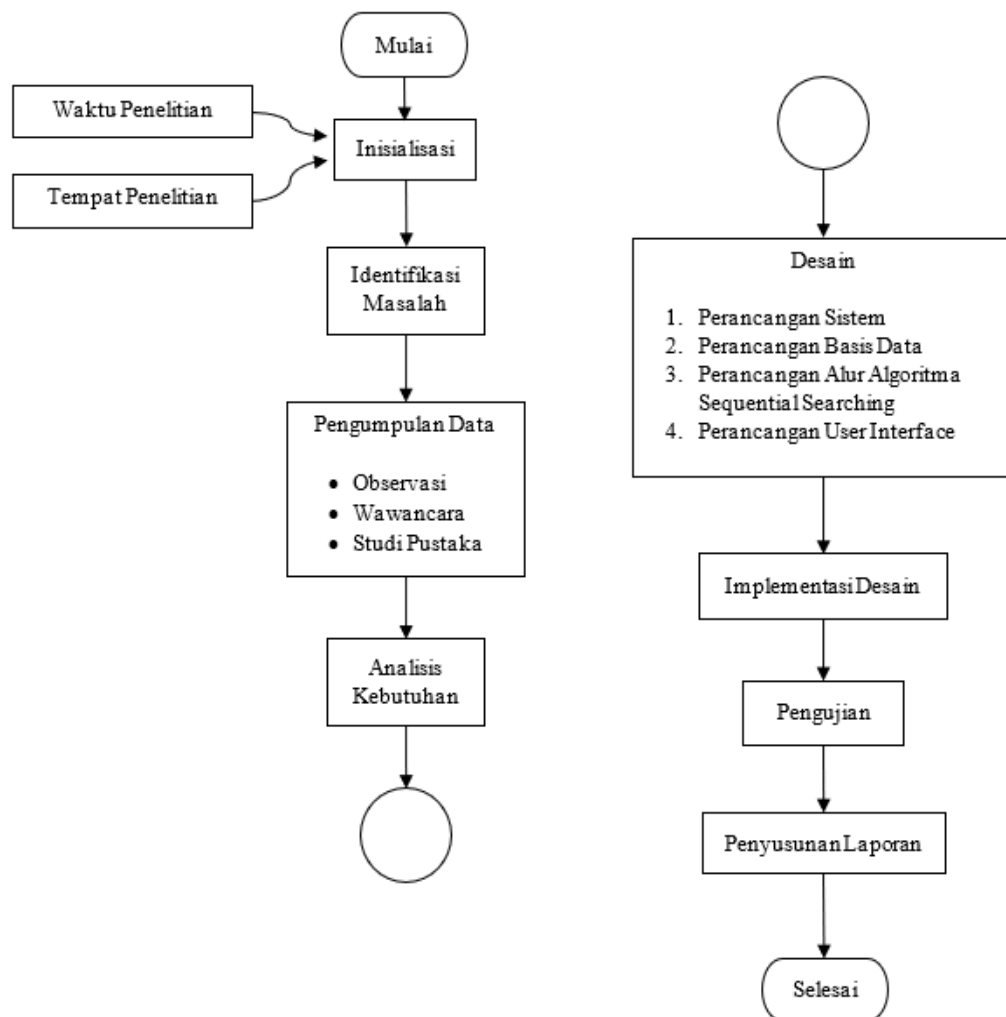 Mulai
Waktu Penelitian
Inisialisasi
Tempat Penelitian
Identifikasi
Masalah
Pengumpulan Data
• Observasi
• Wawancara
• Studi Pustaka
Analisis
Kebutuhan
Desain
1. Perancangan Sistem
2. Perancangan Basis Data
3. Perancangan Alur Algoritma
Sequential Searching
4. Perancangan User Interface
Implementasi Desain
Pengujian
Penyusunan Laporan
Selesai